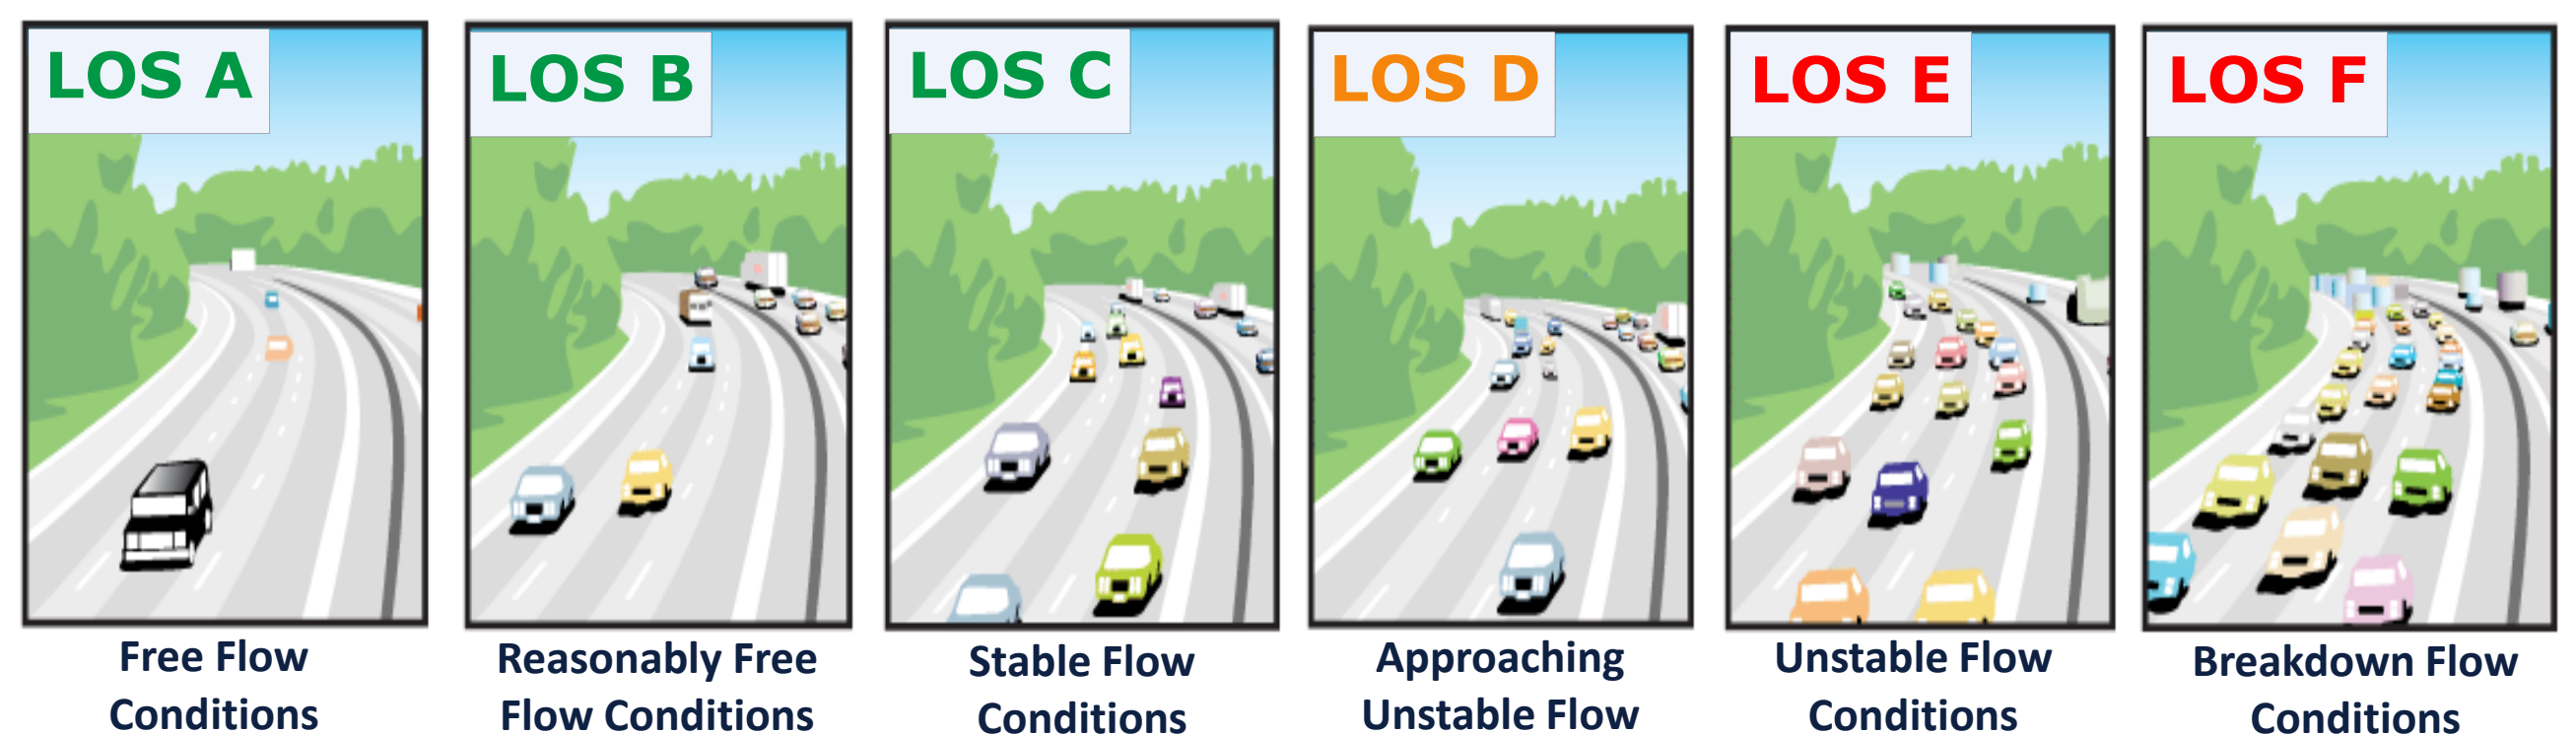 LOS A
LOS B
LOS C
LOS D
LOS E
LOS F
Free Flow
Conditions
Reasonably Free
Flow Conditions
Stable Flow
Conditions
Approaching
Unstable Flow
Unstable Flow
Conditions
Breakdown Flow
Conditions